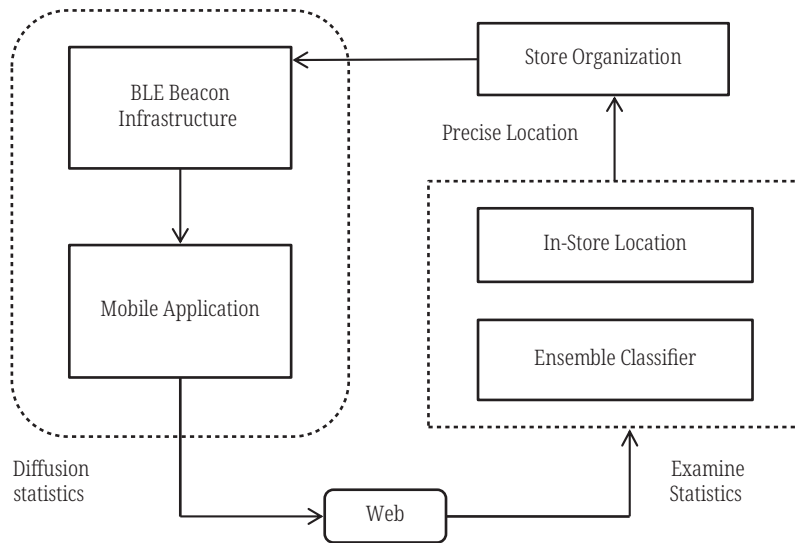 BLE Beacon
Infrastructure
Store Organization
Precise Location
In-Store Location
Mobile Application
Ensemble Classifier
Diffusion
statistics
Web
Examine
Statistics